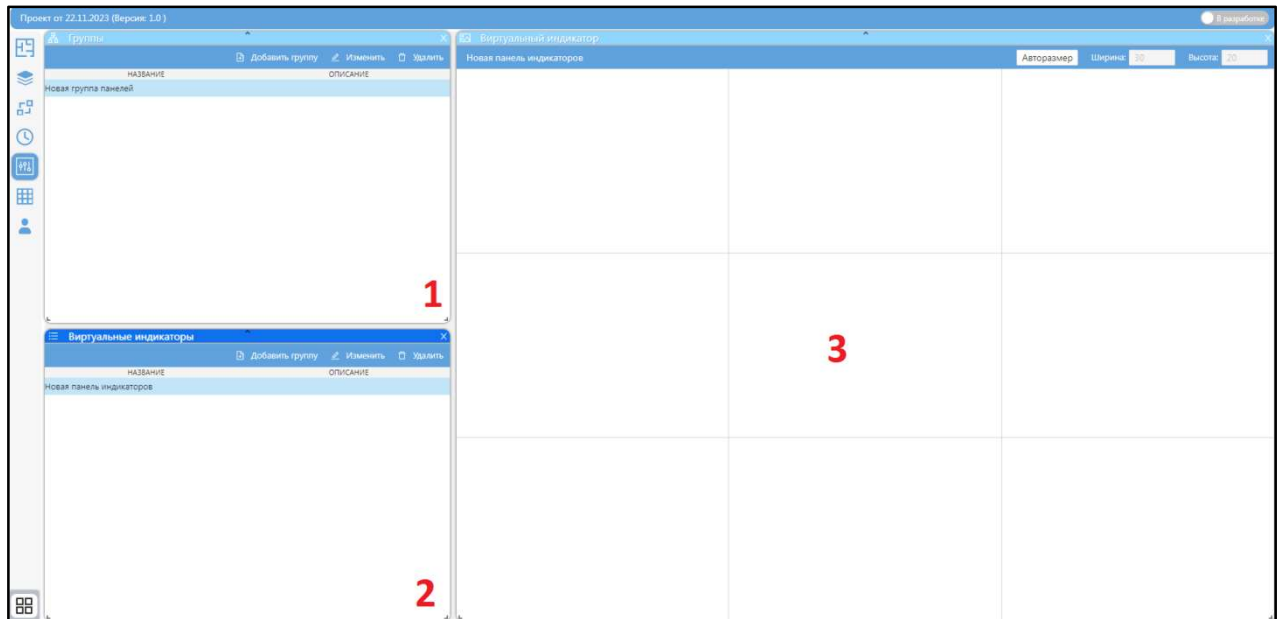 Проект от 22.11.2023 (Версия: 1.0 )
В разработке
Группы
X
Добавить группу Изменить Удалить
НАЗВАНИЕ ОПИСАНИЕ
Новая группа панелей
1
Виртуальные индикаторы
X
Добавить группу Изменить Удалить
НАЗВАНИЕ ОПИСАНИЕ
Новая панель индикаторов
2
Виртуальный индикатор
X
Новая панель индикаторов
Авторазмер Ширина: 30 Высота: 20
3